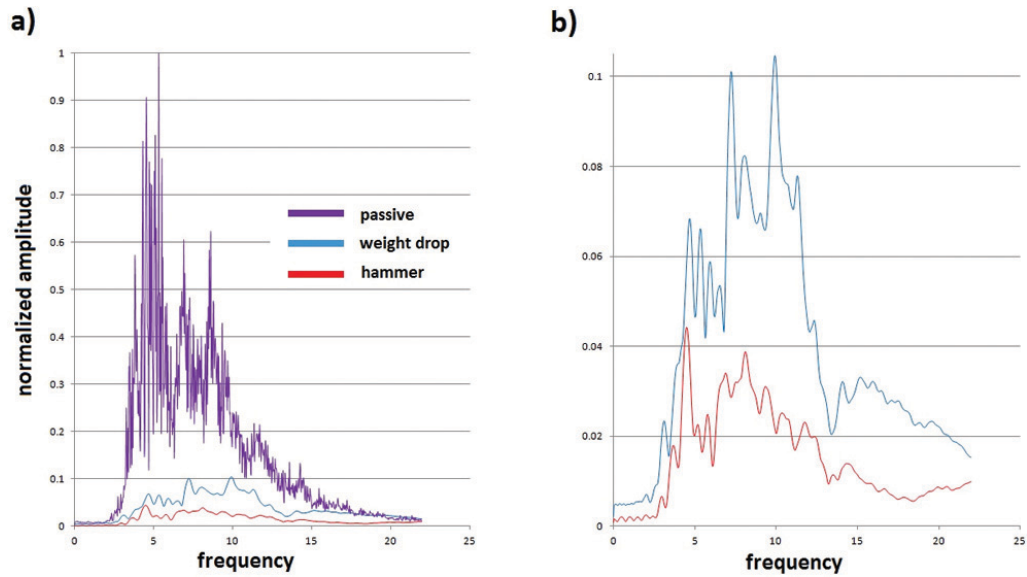 a)
1
0.9
0.8
0.7
0.6
0.5
0.4
0.3
0.2
0.1
0
normalized amplitude
passive
weight drop
hammer
0 5 10 15 20 25
frequency
b)
0.1
0.08
0.06
0.04
0.02
0
0 5 10 15 20 25
frequency